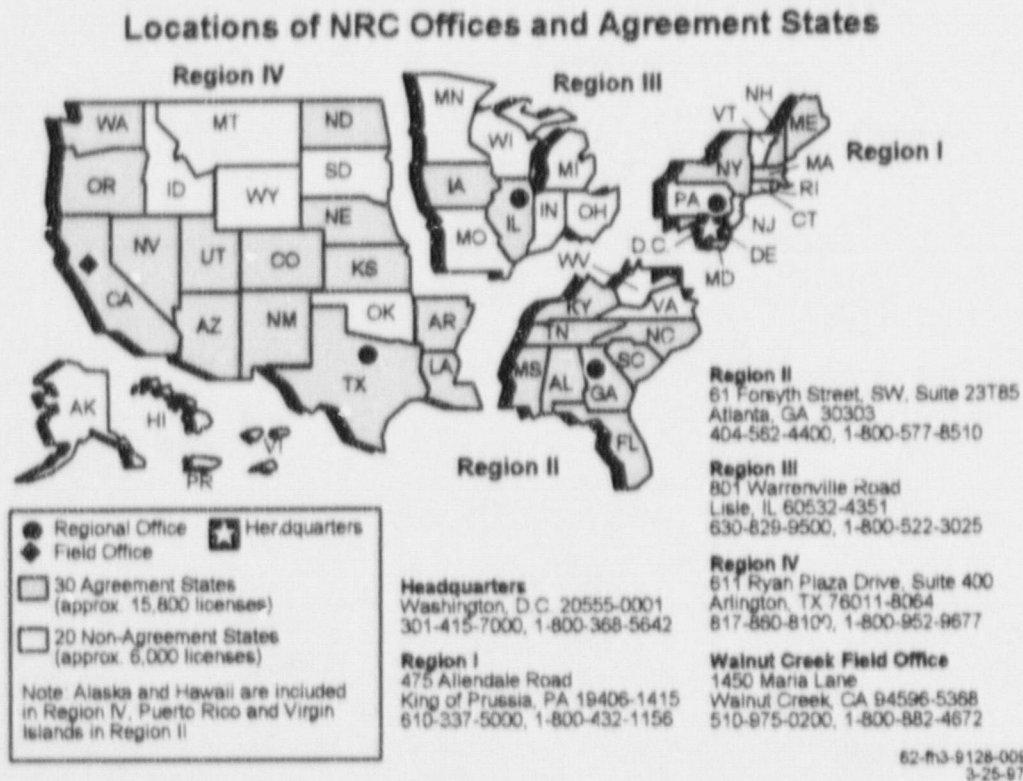 Locations of NRC Offices and Agreement States
Region IV
Region III
Region I
WA
MT
ND
OR
ID
WY
SD
NE
NV
UT
CO
KS
CA
AZ
NM
OK
AR
TX
LA
AK
HI
PR
VI
MN
WI
MI
IA
IL
IN
OH
MO
NH
VT
ME
NY
MA
RI
CT
PA
NJ
DE
D.C.
MD
WV
KY
VA
TN
NC
SC
MS
AL
GA
FL
Region II
Regional Office
Field Office
Her.dquarters
30 Agreement States
(approx. 15,800 licenses)
20 Non-Agreement States
(approx. 6,000 licenses)
Note: Alaska and Hawaii are included
in Region IV, Puerto Rico and Virgin
Islands in Region II
Headquarters
Washington, D.C. 20555-0001
301-415-7000, 1-800-368-5642
Region I
475 Allendale Road
King of Prussia, PA 19406-1415
610-337-5000, 1-800-432-1156
Region II
61 Forsyth Street, SW, Suite 23T85
Atlanta, GA 30303
404-562-4400, 1-800-577-8510
Region III
801 Warrenville Road
Lisle, IL 60532-4351
630-829-9500, 1-800-522-3025
Region IV
611 Ryan Plaza Drive, Suite 400
Arlington, TX 76011-8064
817-860-8100, 1-800-952-9677
Walnut Creek Field Office
1450 Maria Lane
Walnut Creek, CA 94596-5368
510-975-0200, 1-800-882-4672
3-25-97